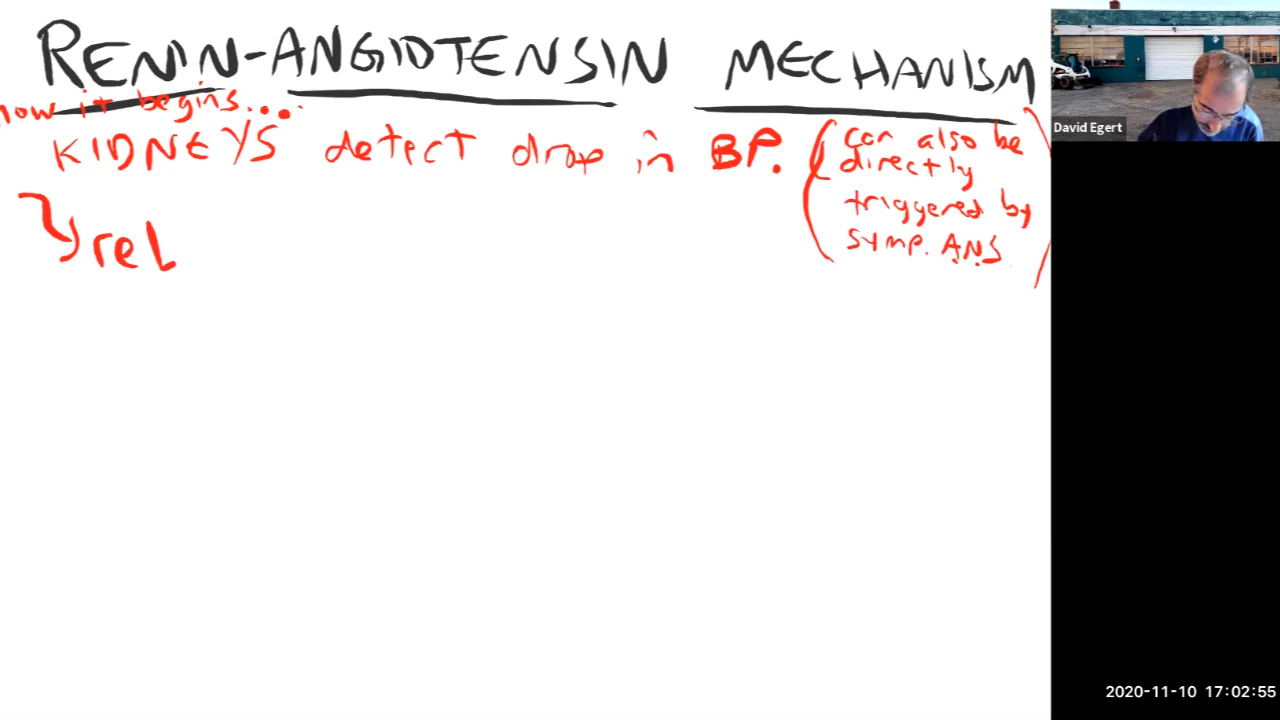 RENIN-ANGIOTENSIN MECHANISM
how it begins....
KIDNEYS detect drop in BP.
(can also be
directly
triggered by
symp. ANS)
rel
David Egert
2020-11-10 17:02:55